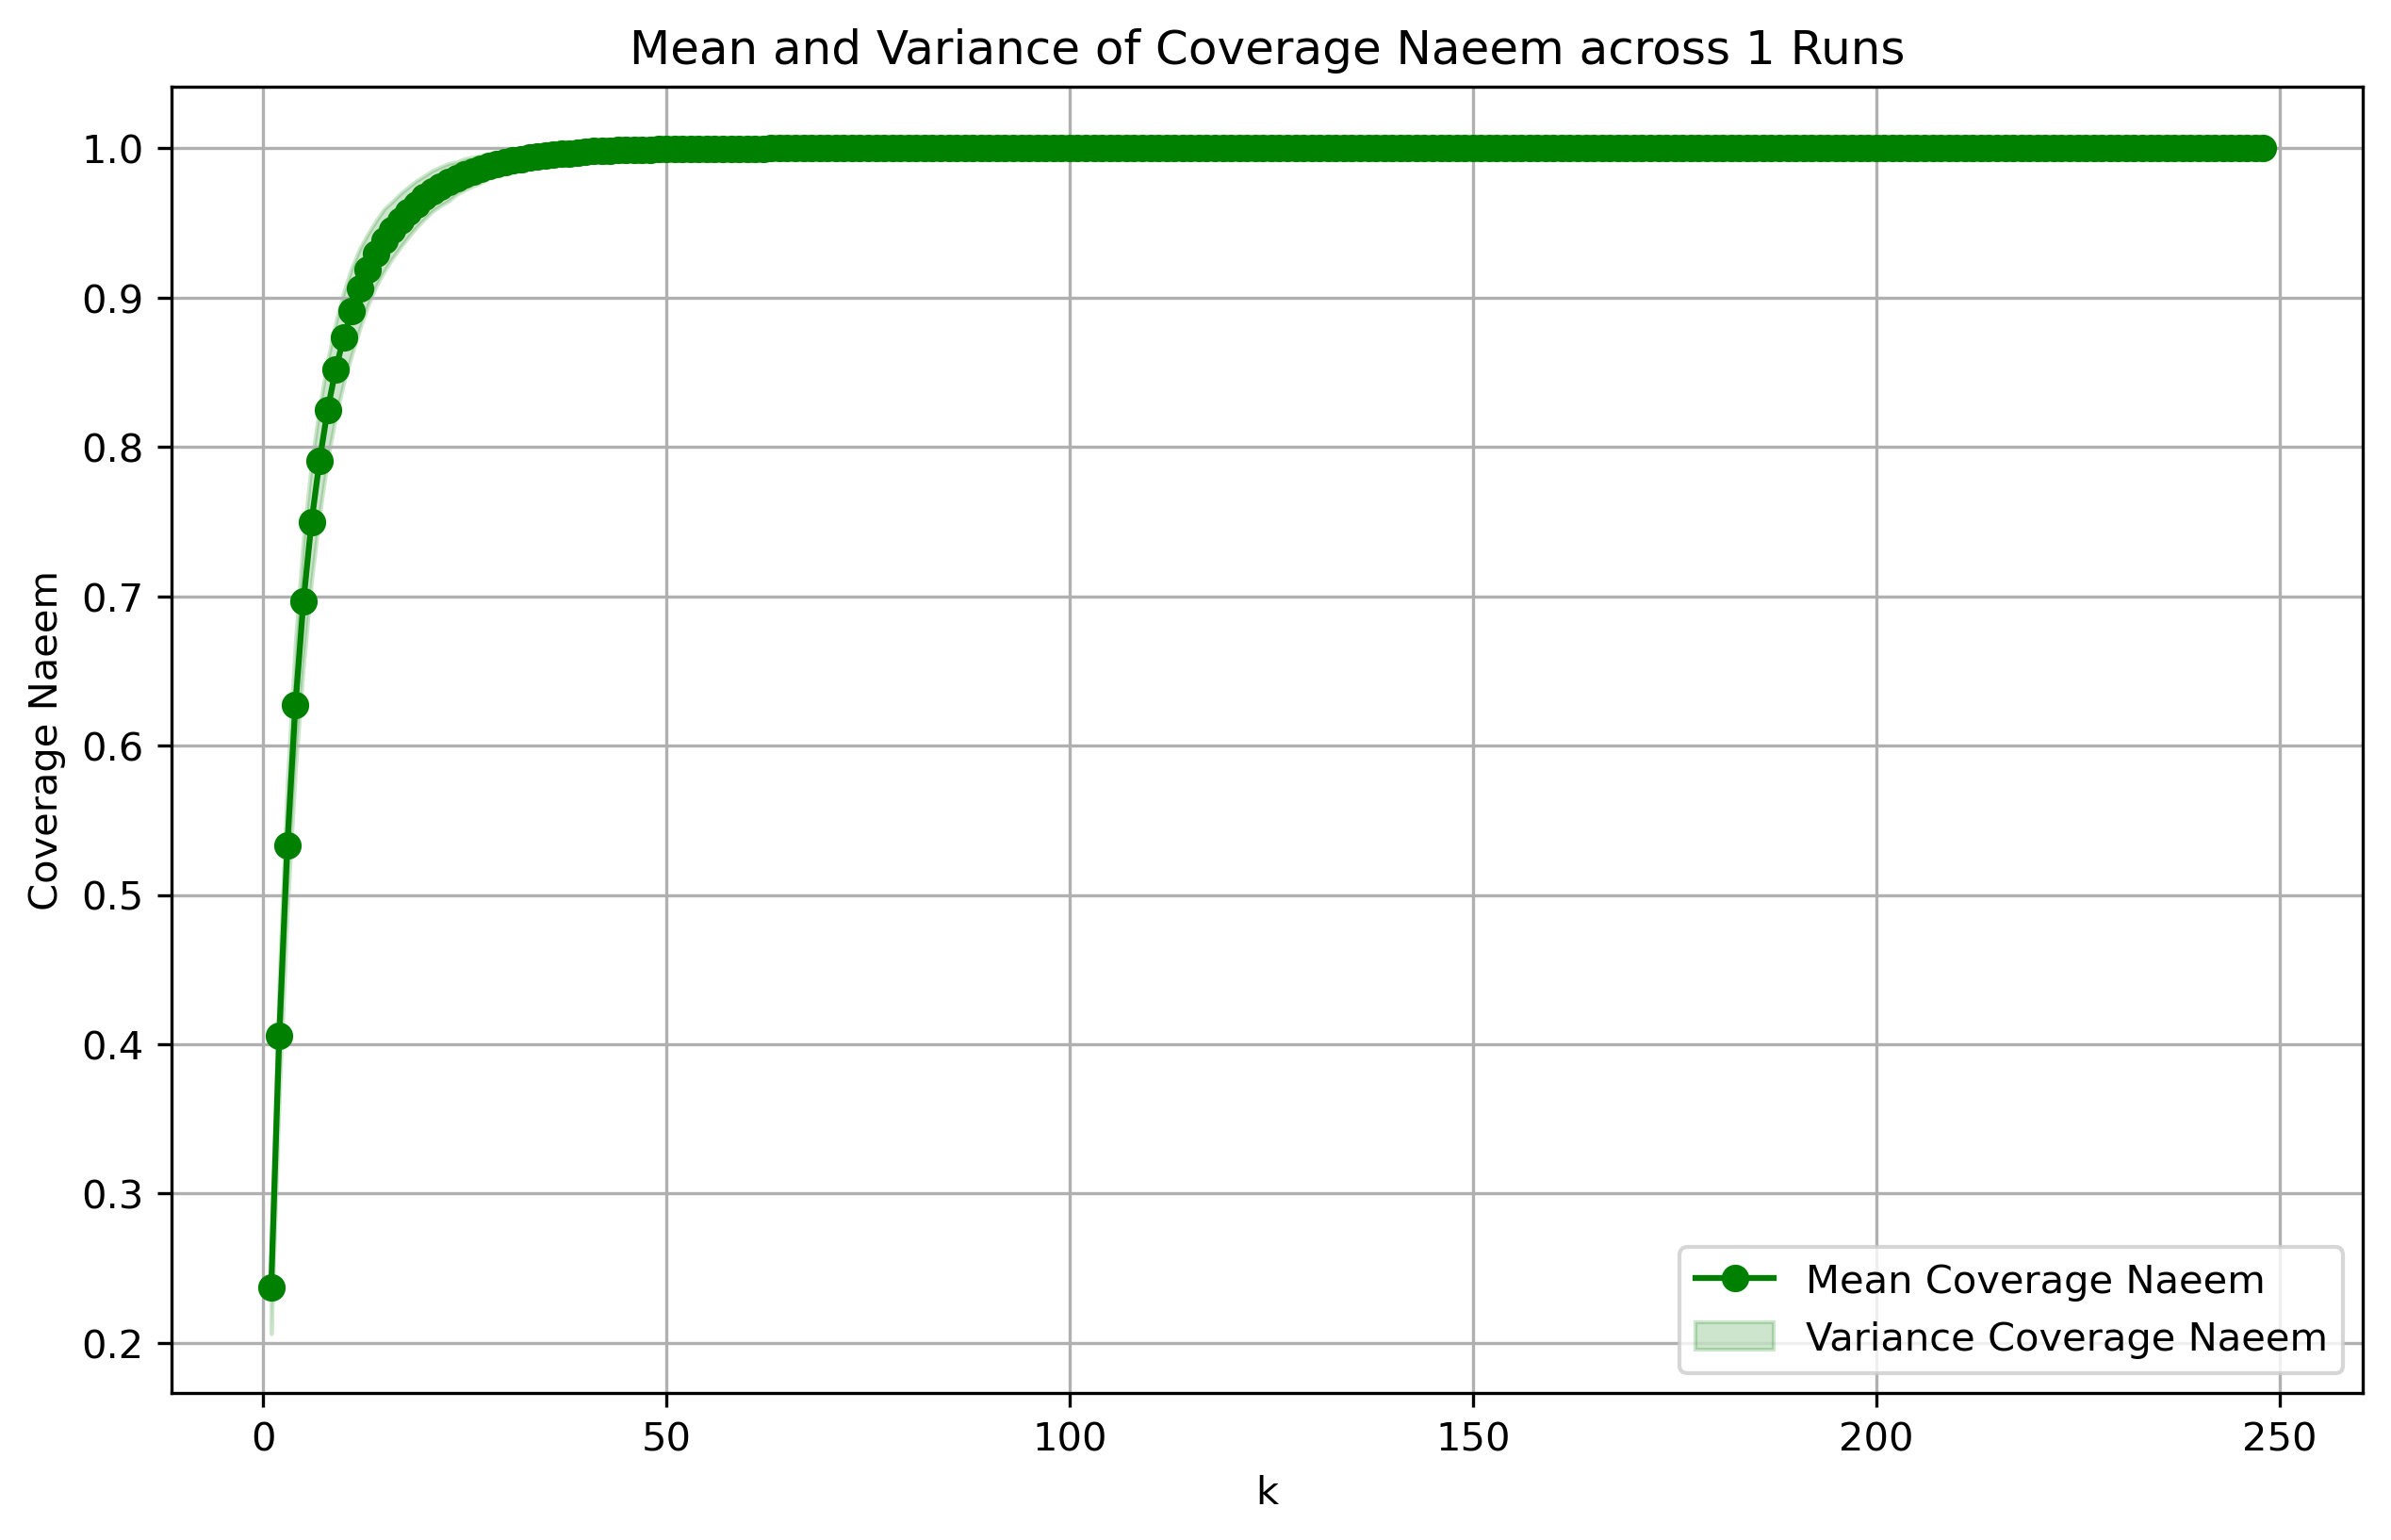 Mean and Variance of Coverage Naeem across 1 Runs
Coverage Naeem
1.0
0.9
0.8
0.7
0.6
0.5
0.4
0.3
0.2
0 50 100 150 200 250
k
Mean Coverage Naeem
Variance Coverage Naeem